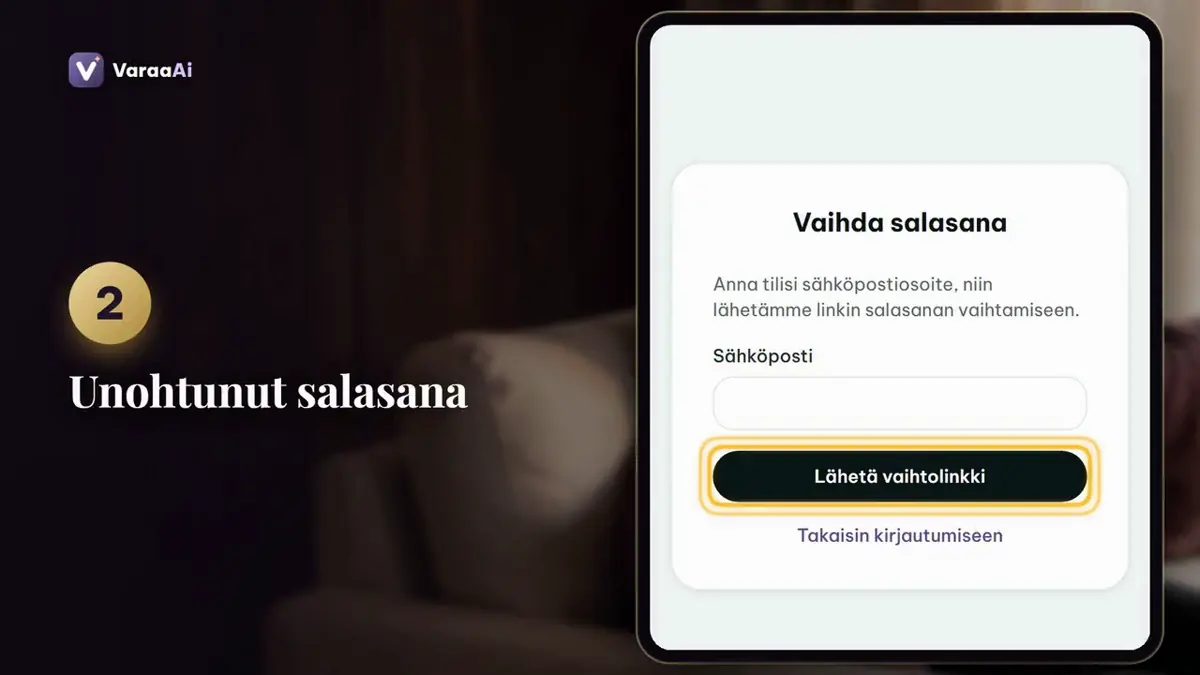 VaraaAi
2
Unohtunut salasana
Vaihda salasana
Anna tilisi sähköpostiosoite, niin
lähetämme linkin salasanan vaihtamiseen.
Sähköposti
Lähetä vaihtolinkki
Takaisin kirjautumiseen